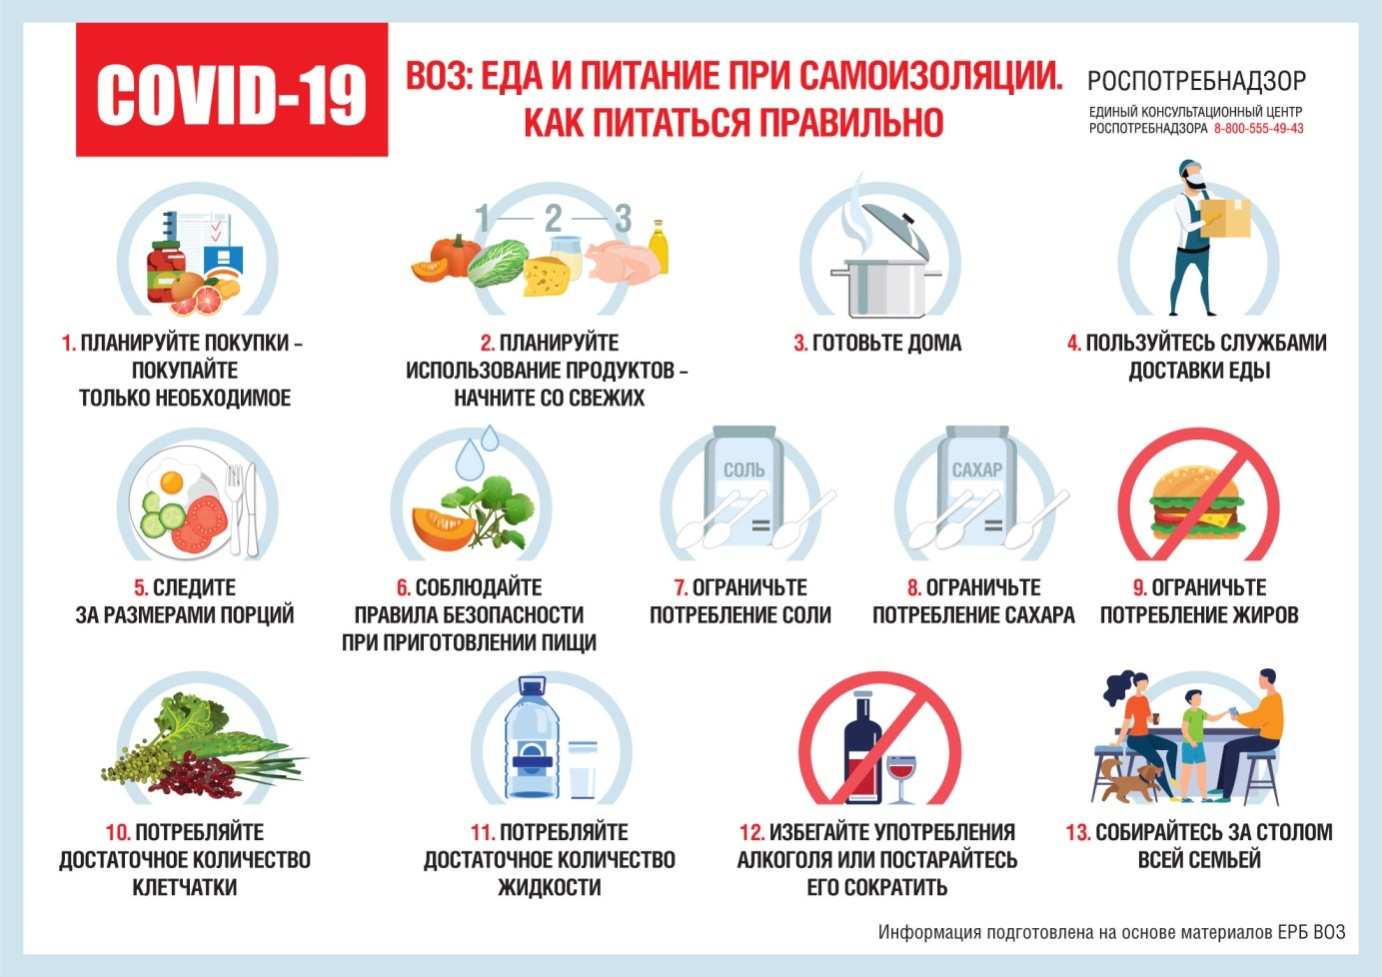 COVID-19
ВОЗ: ЕДА И ПИТАНИЕ ПРИ САМОИЗОЛЯЦИИ.
КАК ПИТАТЬСЯ ПРАВИЛЬНО
РОСПОТРЕБНАДЗОР
ЕДИНЫЙ КОНСУЛЬТАЦИОННЫЙ ЦЕНТР
РОСПОТРЕБНАДЗОРА 8-800-555-49-43
1. ПЛАНИРУЙТЕ ПОКУПКИ –
ПОКУПАЙТЕ
ТОЛЬКО НЕОБХОДИМОЕ
1 — 2 — 3
2. ПЛАНИРУЙТЕ
ИСПОЛЬЗОВАНИЕ ПРОДУКТОВ –
НАЧНИТЕ СО СВЕЖИХ
3. ГОТОВЬТЕ ДОМА
4. ПОЛЬЗУЙТЕСЬ СЛУЖБАМИ
ДОСТАВКИ ЕДЫ
5. СЛЕДИТЕ
ЗА РАЗМЕРАМИ ПОРЦИЙ
6. СОБЛЮДАЙТЕ
ПРАВИЛА БЕЗОПАСНОСТИ
ПРИ ПРИГОТОВЛЕНИИ ПИЩИ
СОЛЬ
=
7. ОГРАНИЧЬТЕ
ПОТРЕБЛЕНИЕ СОЛИ
САХАР
=
8. ОГРАНИЧЬТЕ
ПОТРЕБЛЕНИЕ САХАРА
9. ОГРАНИЧЬТЕ
ПОТРЕБЛЕНИЕ ЖИРОВ
10. ПОТРЕБЛЯЙТЕ
ДОСТАТОЧНОЕ КОЛИЧЕСТВО
КЛЕТЧАТКИ
11. ПОТРЕБЛЯЙТЕ
ДОСТАТОЧНОЕ КОЛИЧЕСТВО
ЖИДКОСТИ
12. ИЗБЕГАЙТЕ УПОТРЕБЛЕНИЯ
АЛКОГОЛЯ ИЛИ ПОСТАРАЙТЕСЬ
ЕГО СОКРАТИТЬ
13. СОБИРАЙТЕСЬ ЗА СТОЛОМ
ВСЕЙ СЕМЬЕЙ
Информация подготовлена на основе материалов ЕРБ ВОЗ